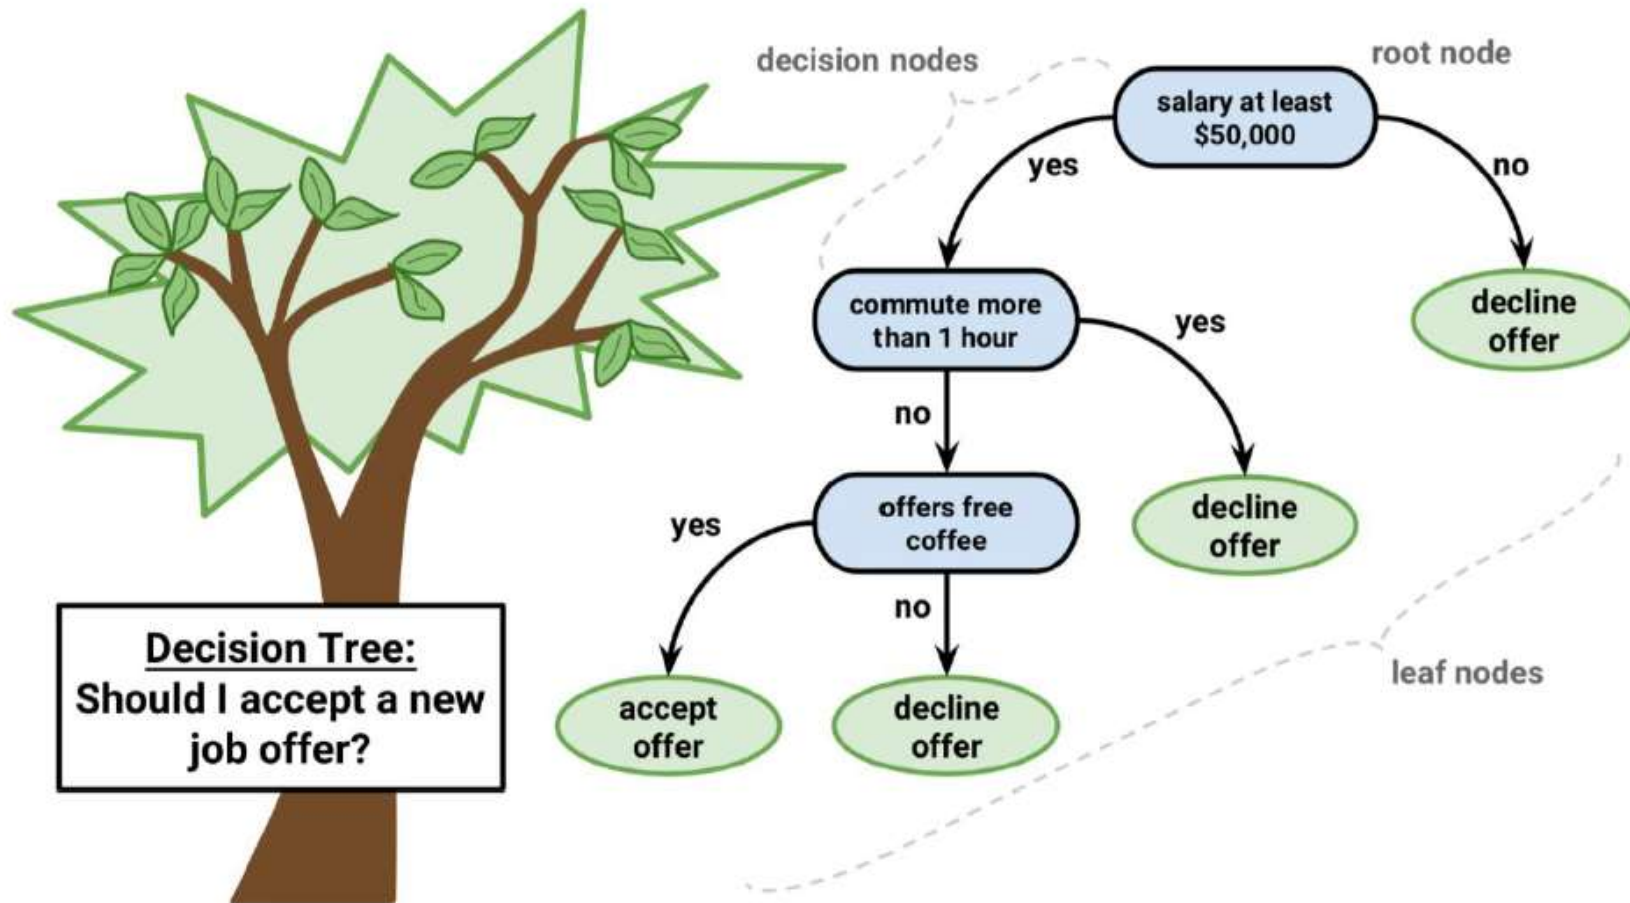 decision nodes
root node
salary at least
$50,000
yes
no
commute more
than 1 hour
yes
decline
offer
no
offers free
coffee
decline
offer
yes
no
Decision Tree:
Should I accept a new
job offer?
accept
offer
decline
offer
leaf nodes